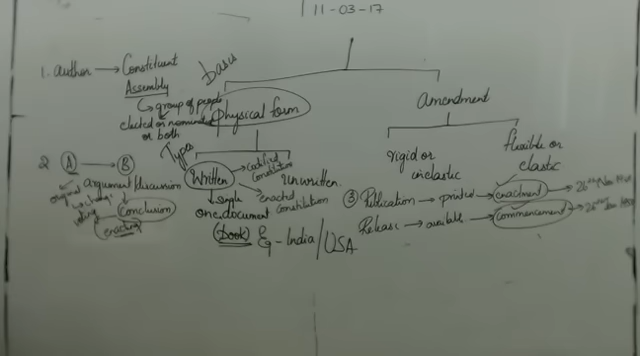 11-03-17
1. author → Constituent
Assembly
↳ group of people
elected or nominated
or both
Basis
Physical form
Amendment
Types
Written
→ codified
constitution
→ enacted
constitution
Unwritten
↓ single
one document
(Book) Eg - India/USA
rigid or
inelastic
flexible or
elastic
2 A → B
original argument/discussion
voting
Conclusion
enacting
③ Publication → printed → enactment → 26th Nov
Release → available → commencement → 26th Jan